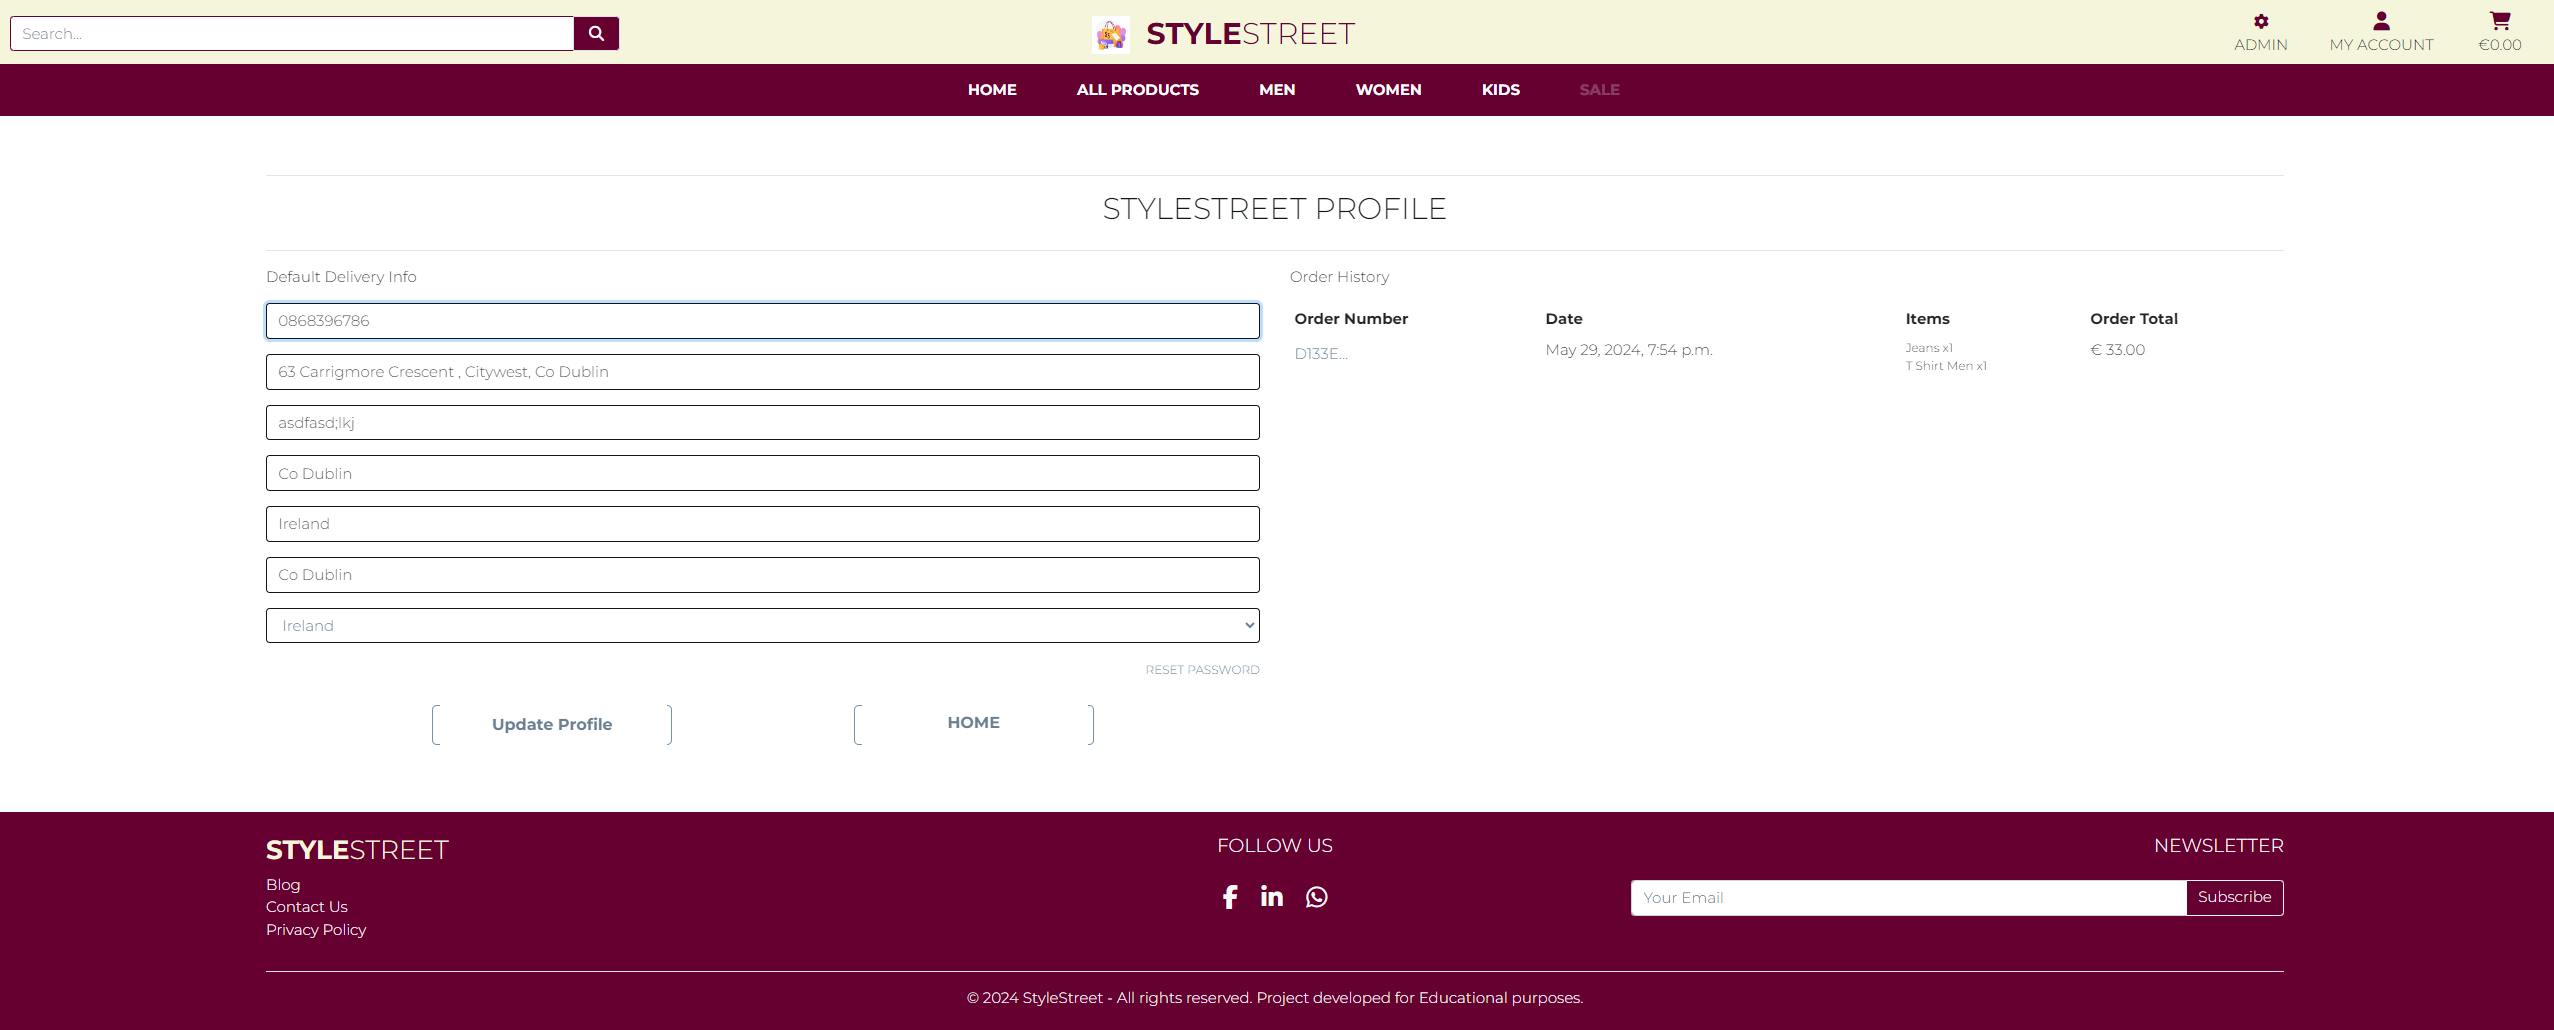 Search...
STYLESTREET
ADMIN
MY ACCOUNT
€0.00
HOME ALL PRODUCTS MEN WOMEN KIDS SALE
STYLESTREET PROFILE
Default Delivery Info
0868396786
63 Carrigmore Crescent , Citywest, Co Dublin
asdfasd;lkj
Co Dublin
Ireland
Co Dublin
Ireland
RESET PASSWORD
Update Profile
HOME
Order History
Order Number Date Items Order Total
D133E... May 29, 2024, 7:54 p.m. Jeans x1 € 33.00
T Shirt Men x1
STYLESTREET
Blog
Contact Us
Privacy Policy
FOLLOW US
NEWSLETTER
Your Email Subscribe
© 2024 StyleStreet - All rights reserved. Project developed for Educational purposes.